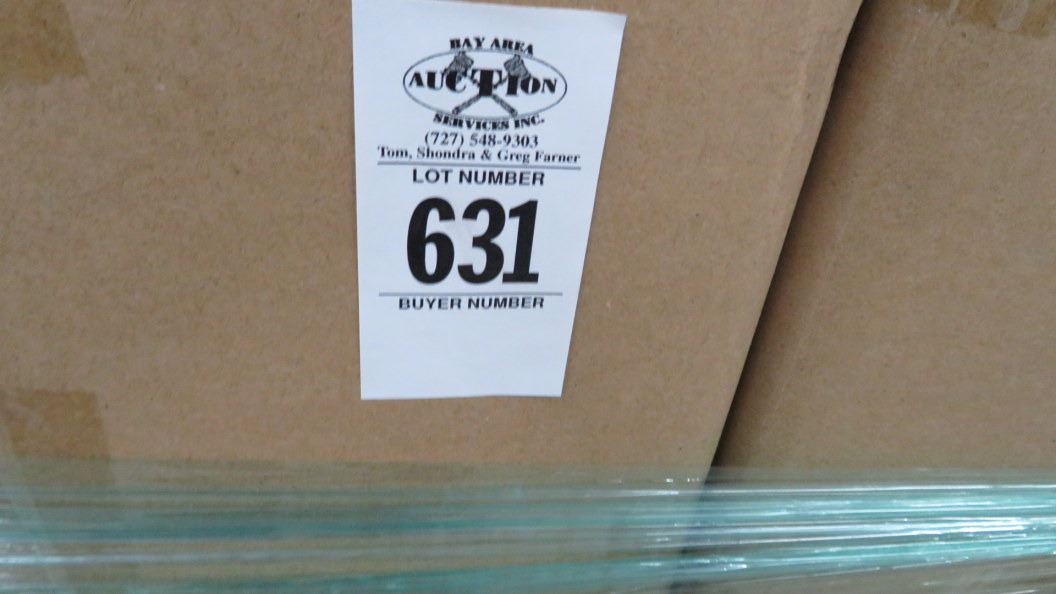 BAY AREA
AUCTION
SERVICES INC.
(727) 548-9303
Tom, Shondra & Greg Farner
LOT NUMBER
631
BUYER NUMBER